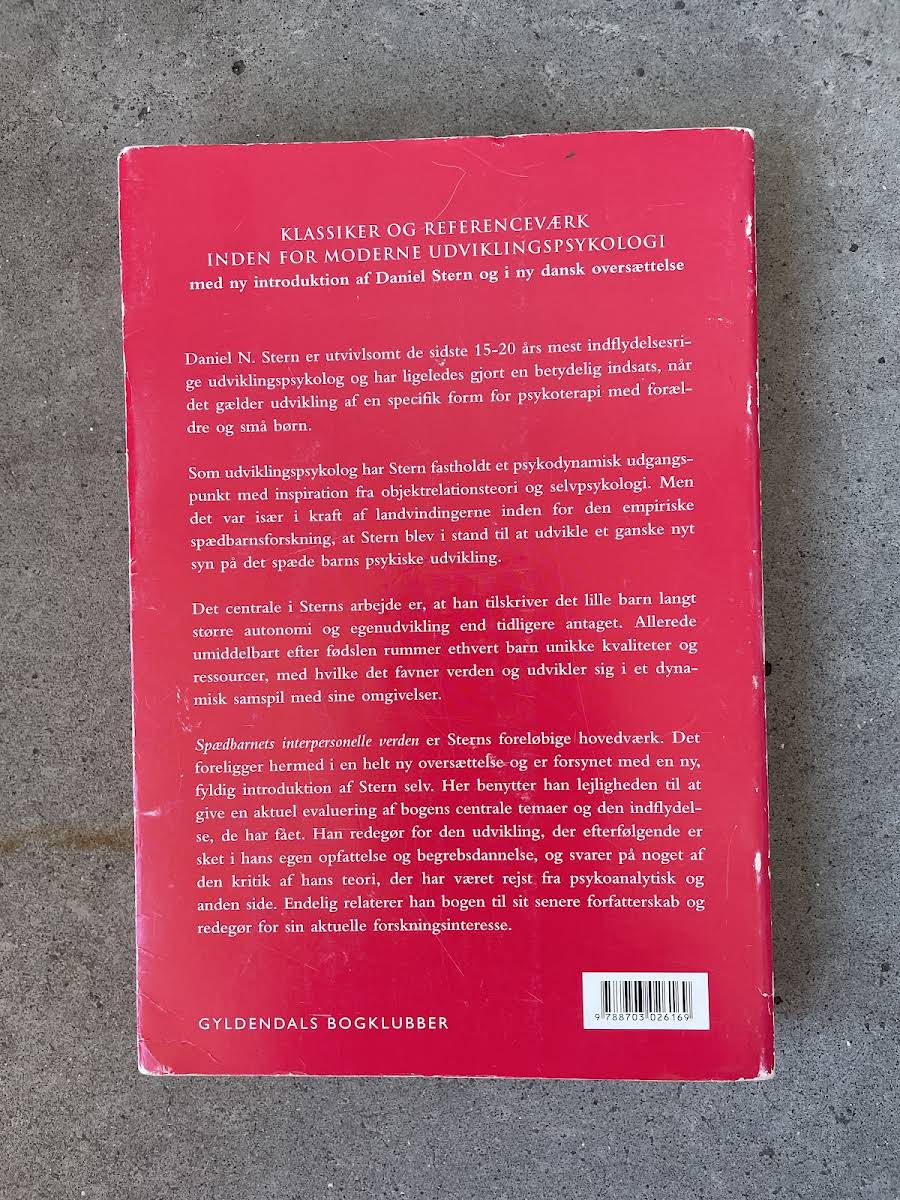 KLASSIKER OG REFERENCEVÆRK
INDEN FOR MODERNE UDVIKLINGSPSYKOLOGI
med ny introduktion af Daniel Stern og i ny dansk oversættelse
Daniel N. Stern er utvivlsomt de sidste 15-20 års mest indflydelsesri-
ge udviklingspsykolog og har ligeledes gjort en betydelig indsats, når
det gælder udvikling af en specifik form for psykoterapi med foræl-
dre og små børn.
Som udviklingspsykolog har Stern fastholdt et psykodynamisk udgangs-
punkt med inspiration fra objektrelationsteori og selvpsykologi. Men
det var især i kraft af landvindingerne inden for den empiriske
spædbarnsforskning, at Stern blev i stand til at udvikle et ganske nyt
syn på det spæde barns psykiske udvikling.
Det centrale i Sterns arbejde er, at han tilskriver det lille barn langt
større autonomi og egenudvikling end tidligere antaget. Allerede
umiddelbart efter fødslen rummer ethvert barn unikke kvaliteter og
ressourcer, med hvilke det favner verden og udvikler sig i et dyna-
misk samspil med sine omgivelser.
Spædbarnets interpersonelle verden er Sterns foreløbige hovedværk. Det
foreligger hermed i en helt ny oversættelse og er forsynet med en ny,
fyldig introduktion af Stern selv. Her benytter han lejligheden til at
give en aktuel evaluering af bogens centrale temaer og den indflydel-
se, de har fået. Han redegør for den udvikling, der efterfølgende er
sket i hans egen opfattelse og begrebsdannelse, og svarer på noget af
den kritik af hans teori, der har været rejst fra psykoanalytisk og
anden side. Endelig relaterer han bogen til sit senere forfatterskab og
redegør for sin aktuelle forskningsinteresse.
GYLDENDALS BOGKLUBBER
9 788703 026169